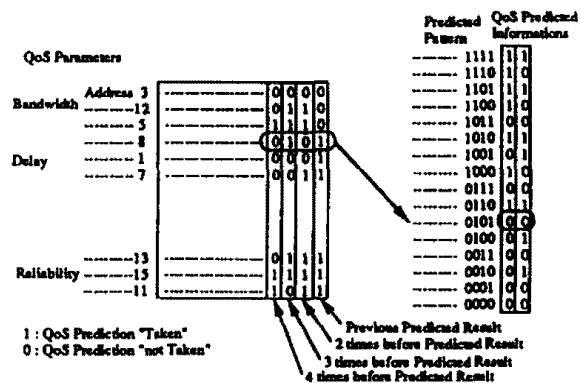 Predicted Pattern
QoS Predicted Informations
QoS Parameters
1111 1 1
1110 1 0
1101 1 1
1100 1 0
1011 0 0
1010 1 1
1001 0 1
1000 1 0
0111 0 0
0110 1 1
0101 0 0
0100 0 1
0011 0 0
0010 0 1
0001 0 0
0000 0 0
Address 3 0 0 0 0
Bandwidth 12 0 1 1 0
5 1 1 1 0
8 0 1 0 1
Delay 1 0 0 0 1
7 0 0 1 1
13 0 1 1 1
Reliability 15 1 1 1 1
11 1 0 1 1
1 : QoS Prediction "Taken"
0 : QoS Prediction "not Taken"
Previous Predicted Result
2 times before Predicted Result
3 times before Predicted Result
4 times before Predicted Result